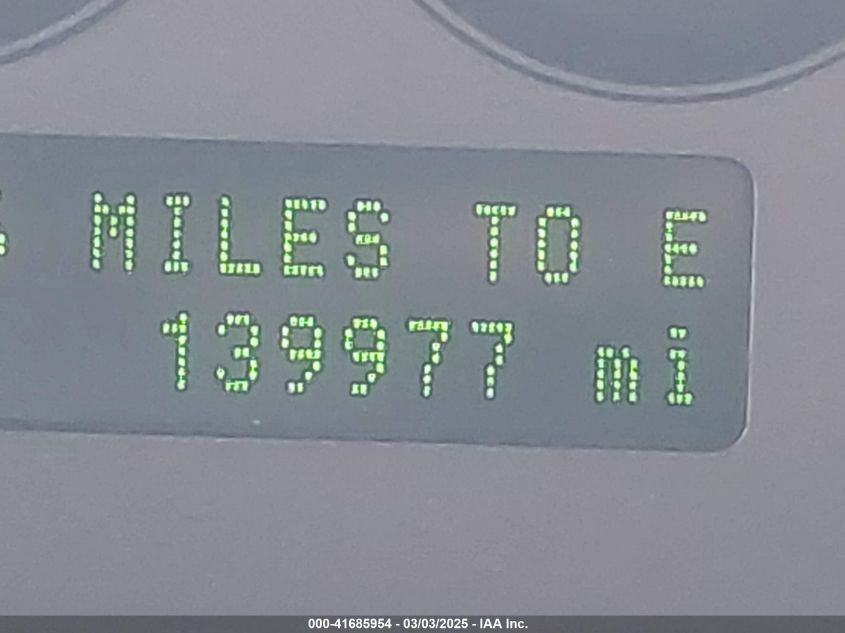 MILES TO E
139977 mi
000-41685954 - 03/03/2025 - IAA Inc.